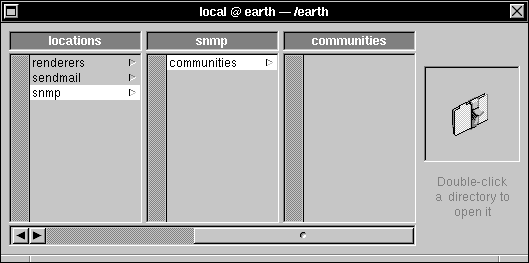 local @ earth — /earth
locations
snmp
communities
renderers
sendmail
snmp
communities
Double-click
a directory to
open it